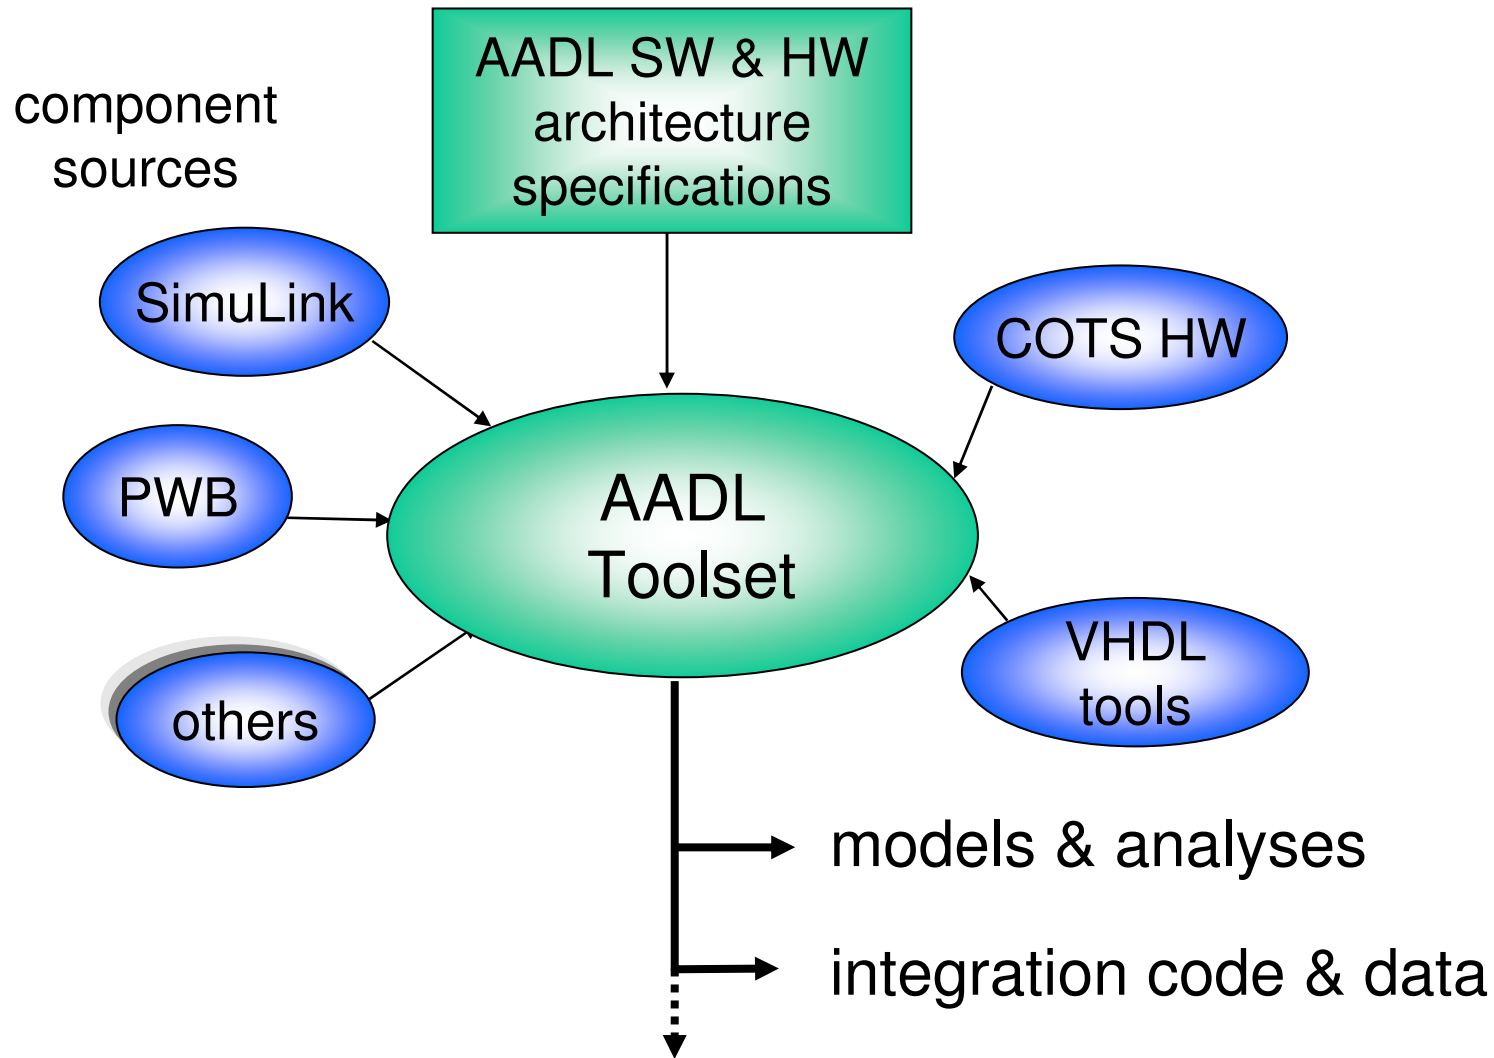 AADL SW & HW
architecture
specifications
component
sources
SimuLink
COTS HW
PWB
AADL
Toolset
others
VHDL
tools
models & analyses
integration code & data